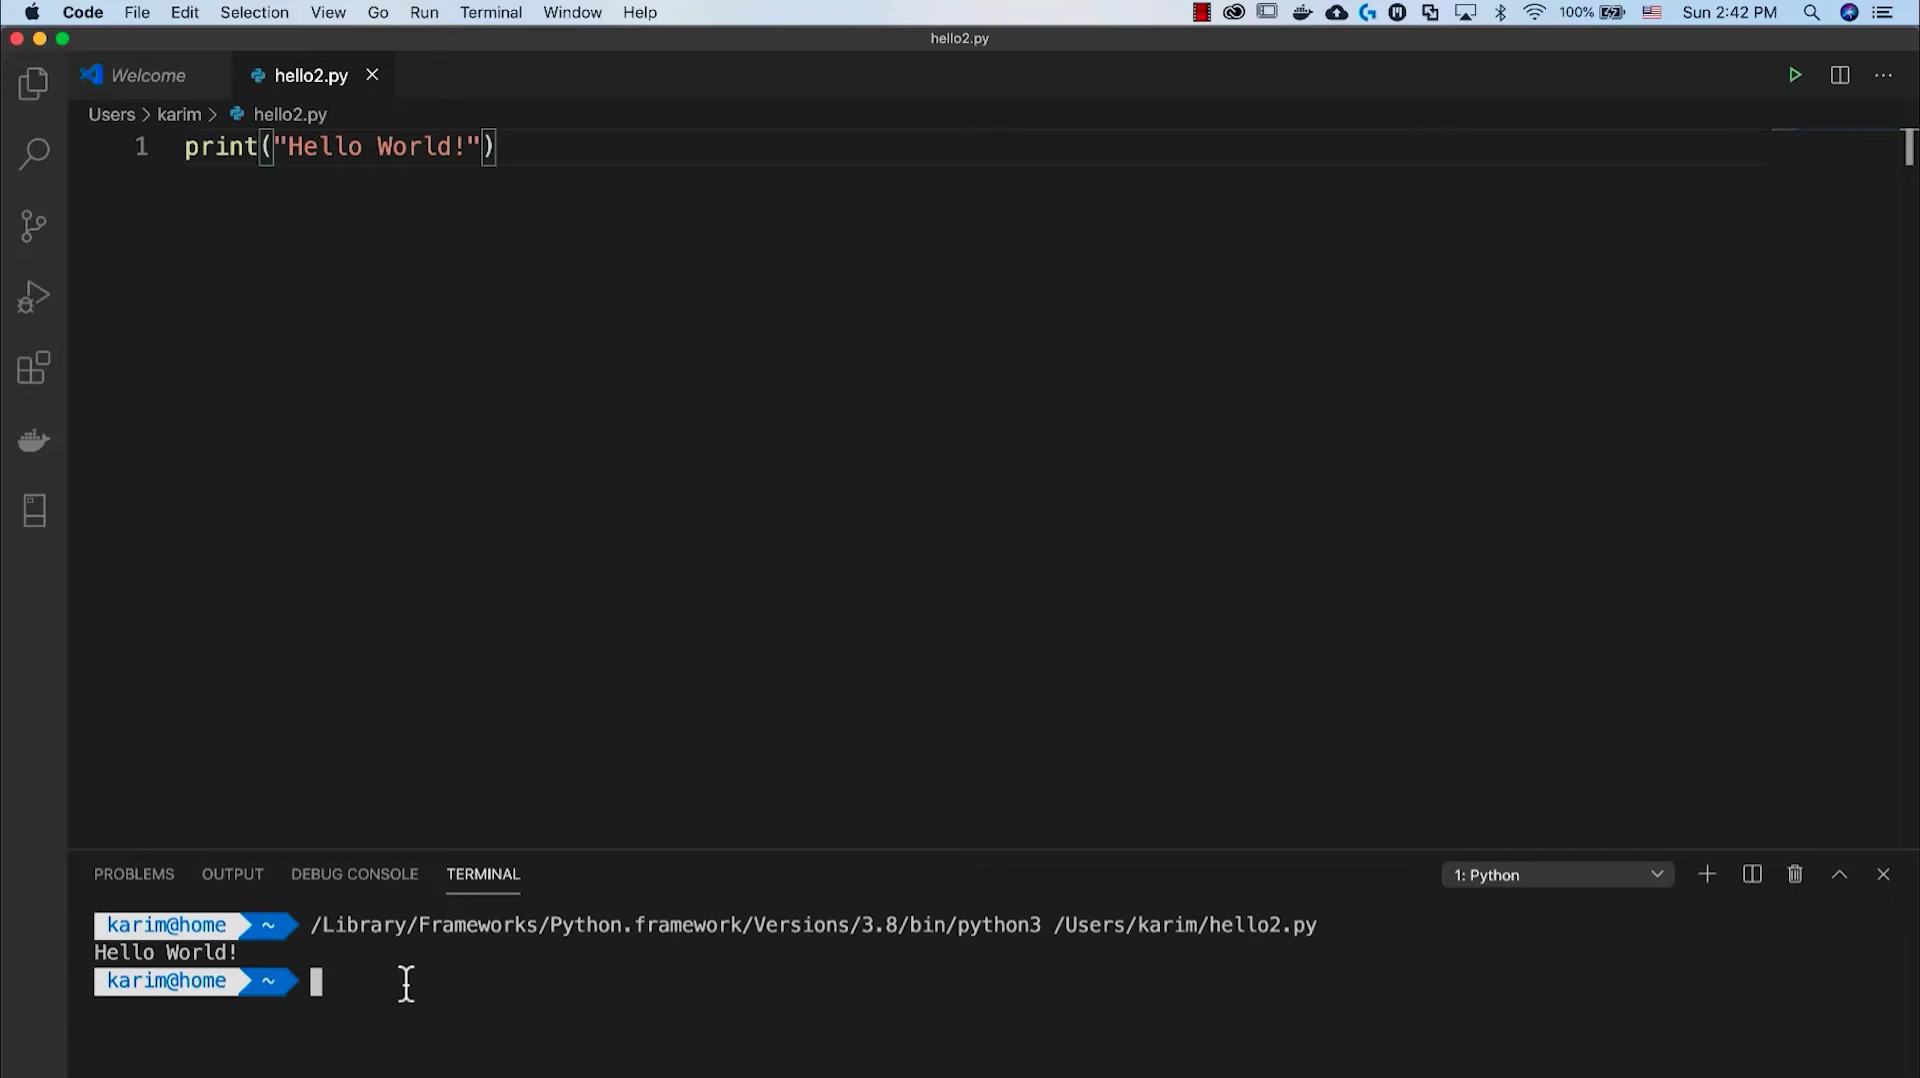 Code File Edit Selection View Go Run Terminal Window Help 100% Sun 2:42 PM
hello2.py
Welcome hello2.py
Users > karim > hello2.py
1 print("Hello World!")
PROBLEMS OUTPUT DEBUG CONSOLE TERMINAL 1: Python
karim@home ~ /Library/Frameworks/Python.framework/Versions/3.8/bin/python3 /Users/karim/hello2.py
Hello World!
karim@home ~